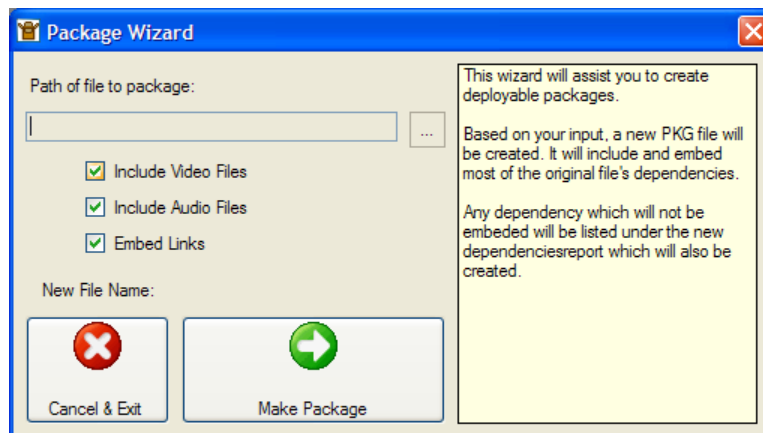 Package Wizard
Path of file to package:
...
Include Video Files
Include Audio Files
Embed Links
New File Name:
Cancel & Exit
Make Package
This wizard will assist you to create
deployable packages.
Based on your input, a new PKG file will
be created. It will include and embed
most of the original file's dependencies.
Any dependency which will not be
embeded will be listed under the new
dependenciesreport which will also be
created.